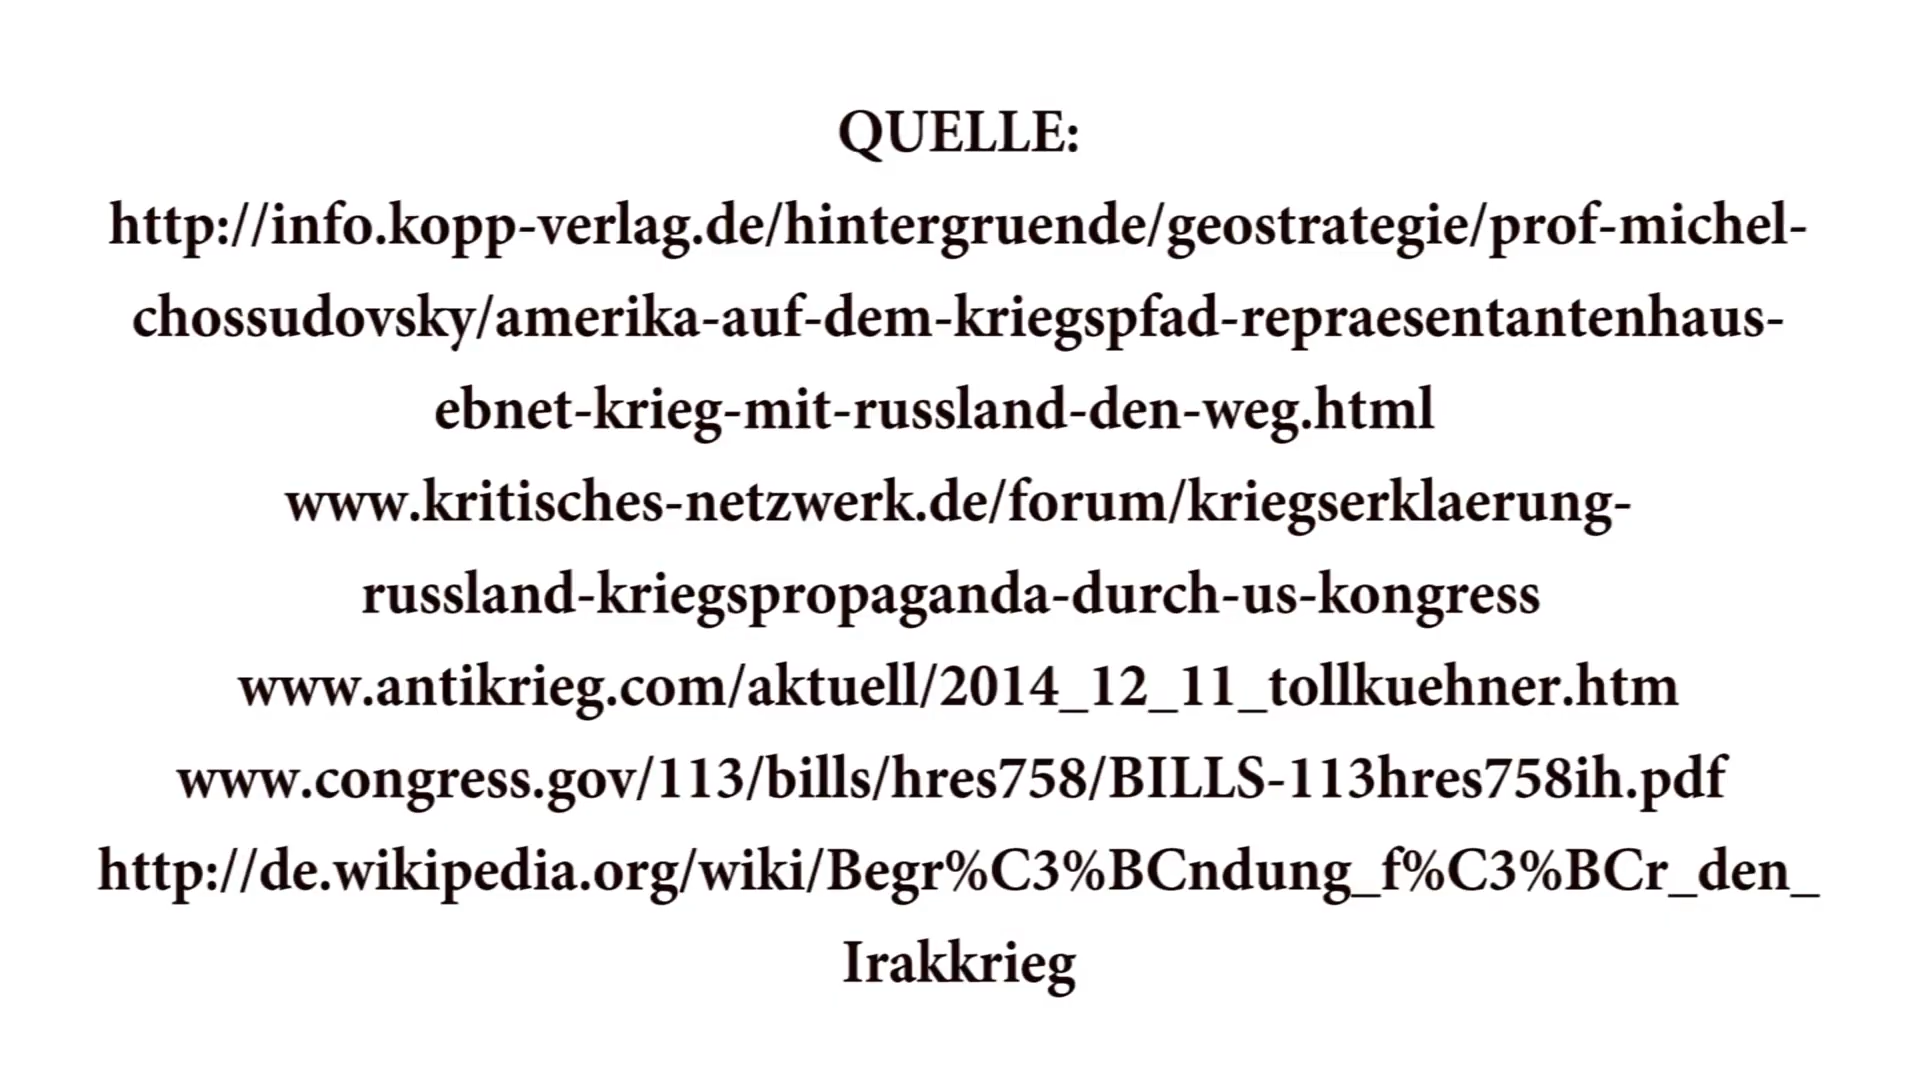 QUELLE:
http://info.kopp-verlag.de/hintergruende/geostrategie/prof-michel-
chossudovsky/amerika-auf-dem-kriegspfad-repraesentantenhaus-
ebnet-krieg-mit-russland-den-weg.html
www.kritisches-netzwerk.de/forum/kriegserklaerung-
russland-kriegspropaganda-durch-us-kongress
www.antikrieg.com/aktuell/2014_12_11_tollkuehner.htm
www.congress.gov/113/bills/hres758/BILLS-113hres758ih.pdf
http://de.wikipedia.org/wiki/Begr%C3%BCndung_f%C3%BCr_den_
Irakkrieg